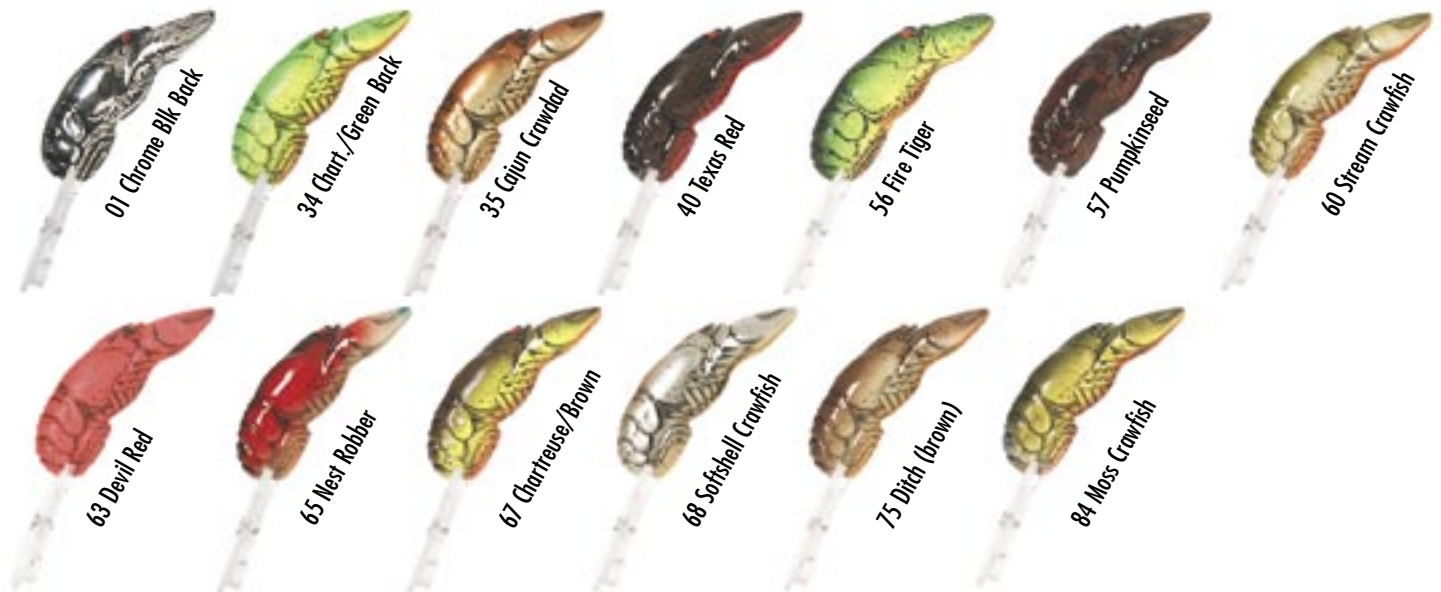 01 Chrome Blk Back
34 Chart./Green Back
35 Cajun Crawdad
40 Texas Red
56 Fire Tiger
57 Pumpkinseed
60 Stream Crawfish
63 Devil Red
65 Nest Robber
67 Chartreuse/Brown
68 Softshell Crawfish
75 Ditch (brown)
84 Moss Crawfish